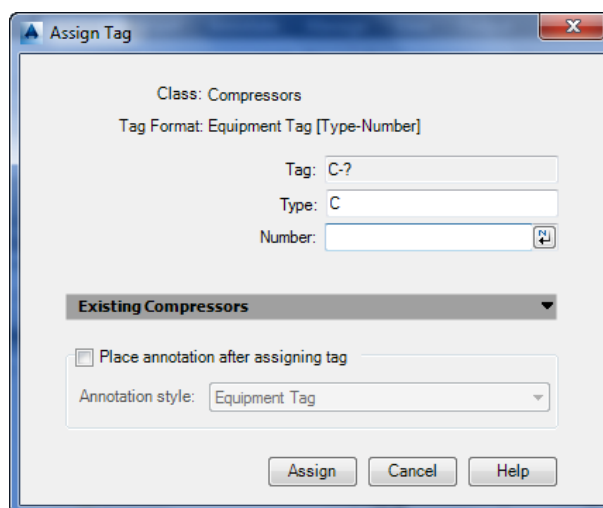 Assign Tag
Class: Compressors
Tag Format: Equipment Tag [Type-Number]
Tag: C-?
Type: C
Number:
Existing Compressors
Place annotation after assigning tag
Annotation style: Equipment Tag
Assign Cancel Help